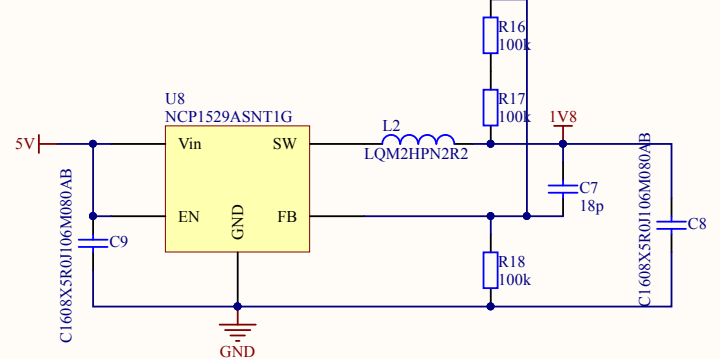 R16
100k
R17
100k
U8
NCP1529ASNT1G
5V
Vin
SW
L2
LQM2HPN2R2
1V8
C1608X5R0J106M080AB
C7
18p
EN
GND
FB
C8
C1608X5R0J106M080AB
C9
R18
100k
GND